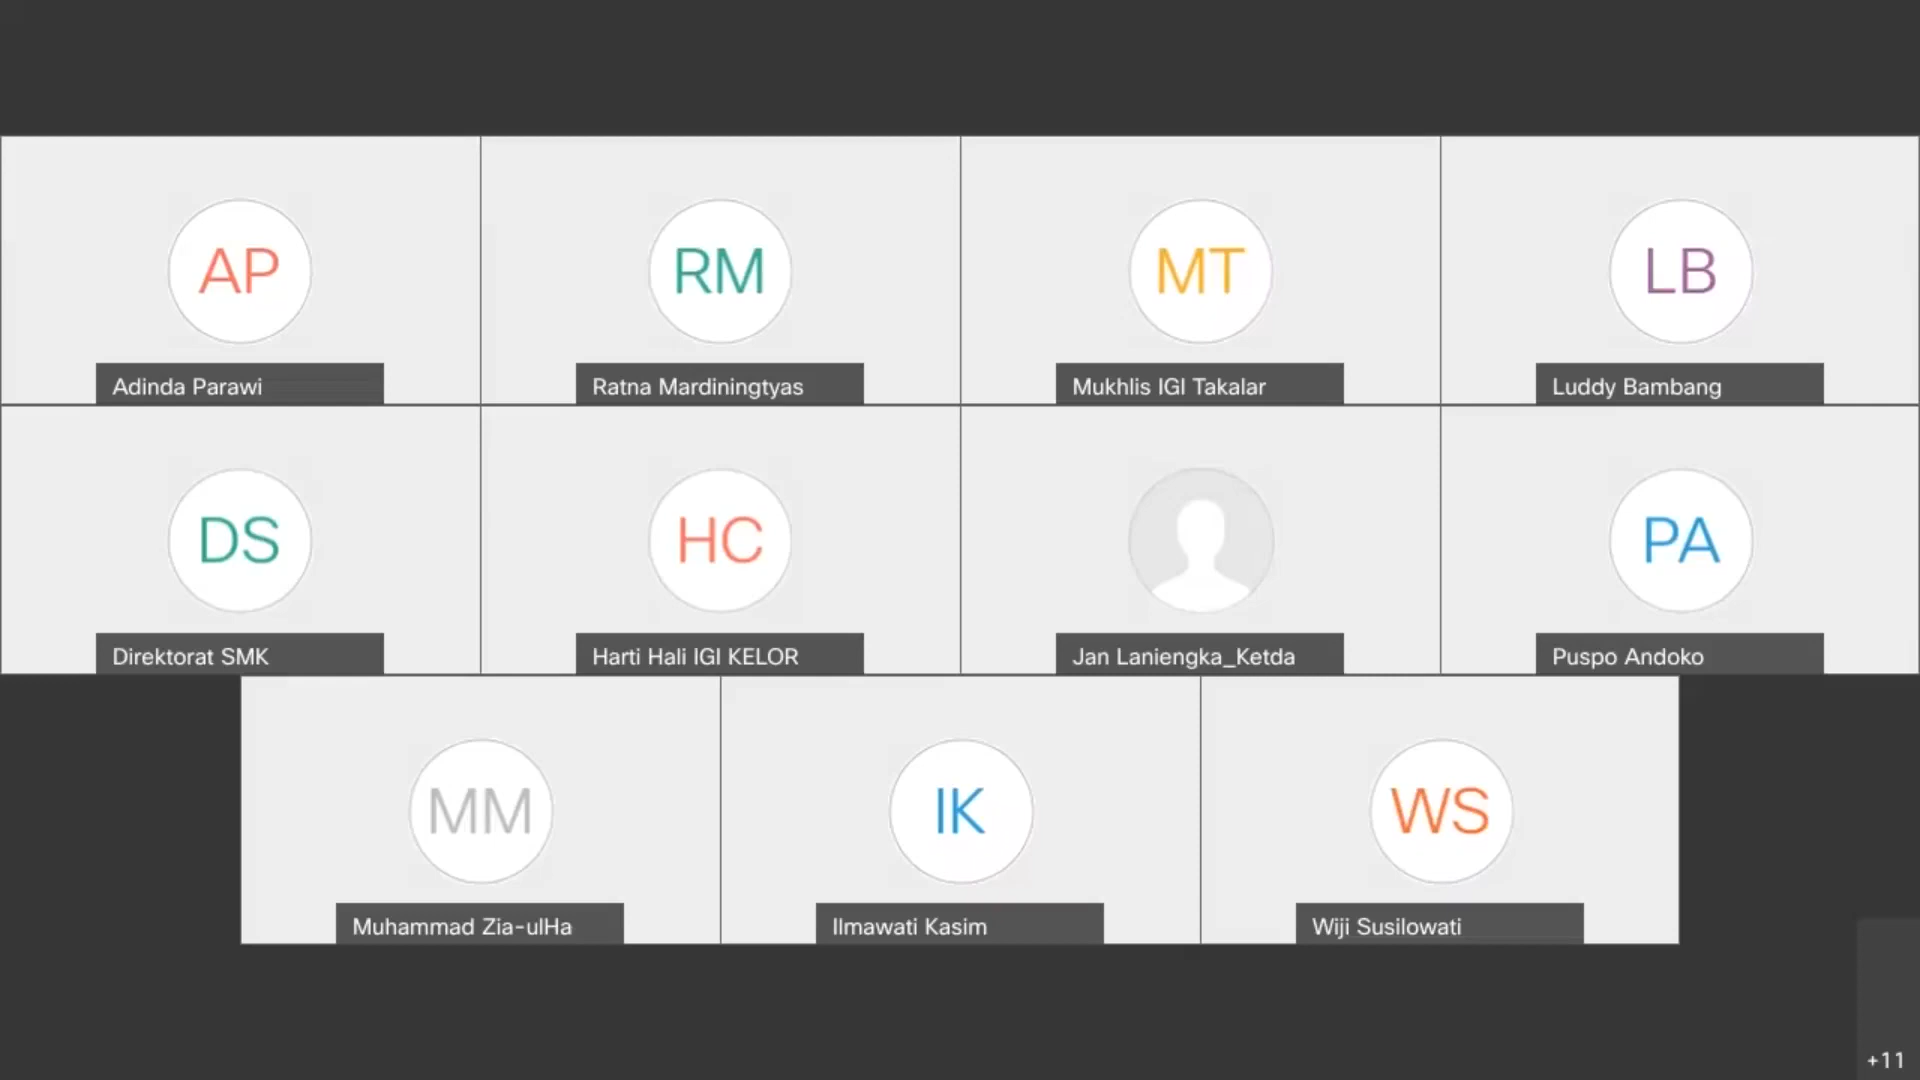 AP
RM
MT
LB
Adinda Parawi
Ratna Mardiningtyas
Mukhlis IGI Takalar
Luddy Bambang
DS
HC
PA
Direktorat SMK
Harti Hali IGI KELOR
Jan Laniengka_Ketda
Puspo Andoko
MM
IK
WS
Muhammad Zia-ulHa
Ilmawati Kasim
Wiji Susilowati
+11